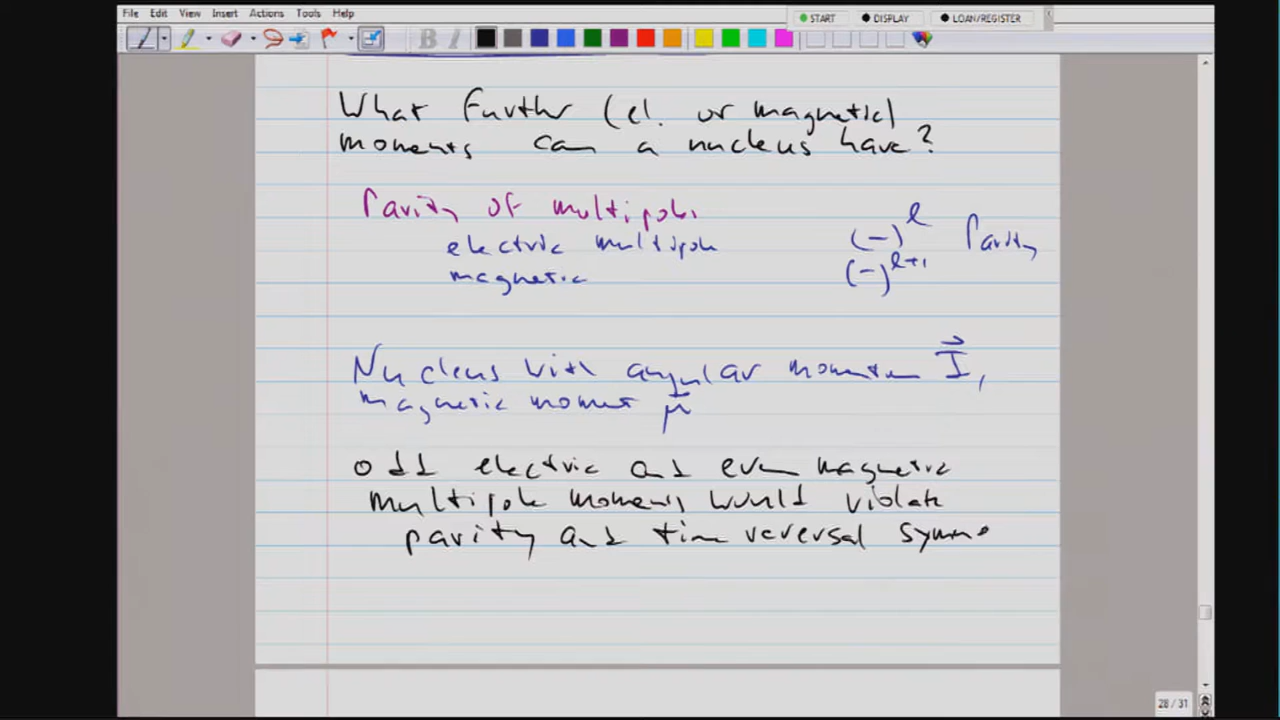 File Edit View Insert Actions Tools Help
START DISPLAY LOAN/REGISTER
B I
What further (el. or magnetic)
moments can a nucleus have?
Parity of multipoles
electric multipole (-)^l Parity
magnetic (-)^l+1
Nucleus with angular momentum I⃗,
magnetic moment μ⃗
odd electric and even magnetic
multipole moments would violate
parity and time reversal symme
28 / 31